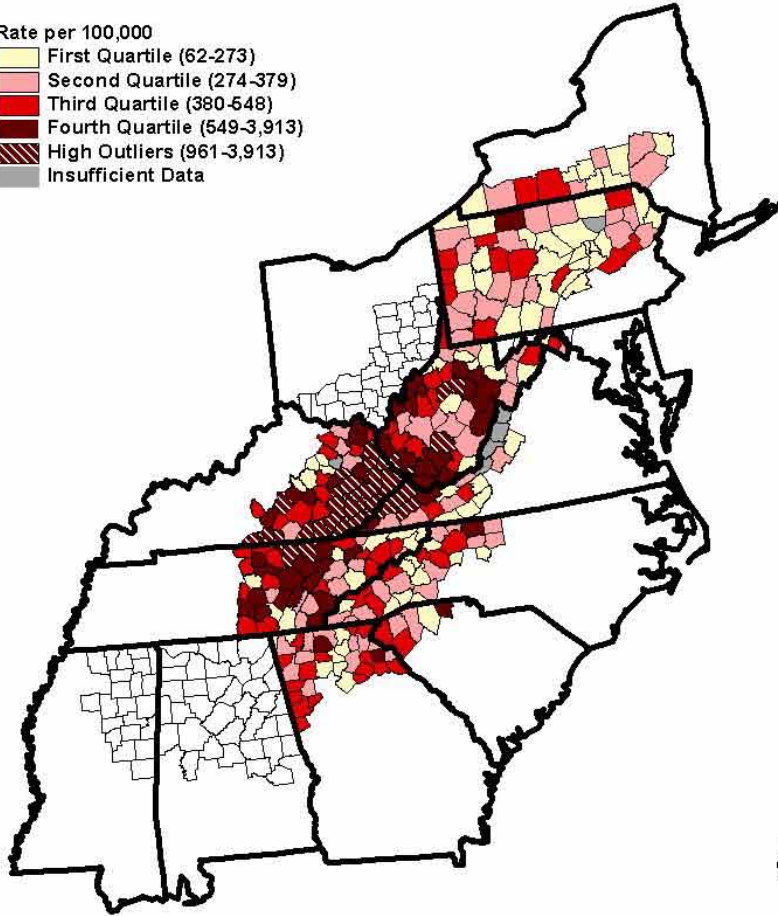 Rate per 100,000
First Quartile (62-273)
Second Quartile (274-379)
Third Quartile (380-548)
Fourth Quartile (549-3,913)
High Outliers (961-3,913)
Insufficient Data